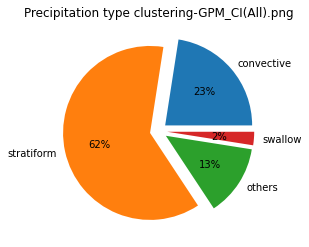 Precipitation type clustering-GPM_CI(All).png
convective
23%
swallow
2%
62%
stratiform
13%
others